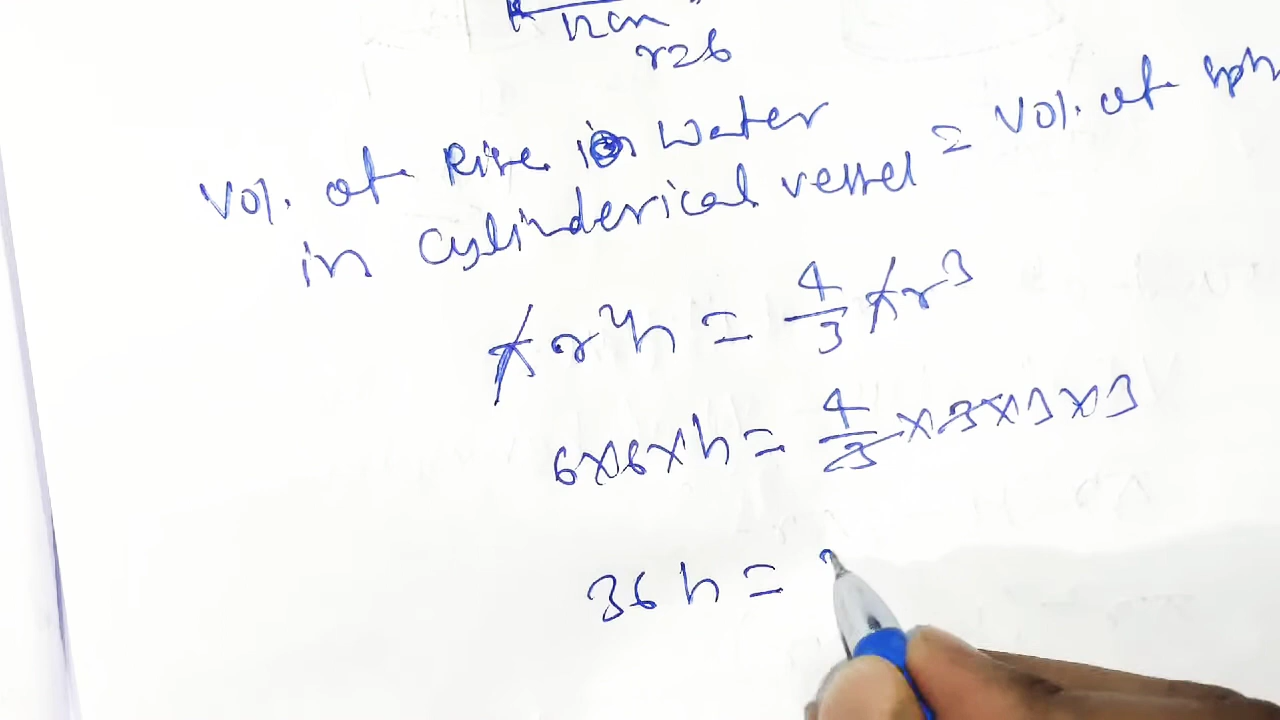 12cm
r=6
Vol. of Rise in water
in cylinderical vessel = Vol. of sph
πr²h = 4/3 πr³
6×6×h = 4/3 ×3×3×3
36h =